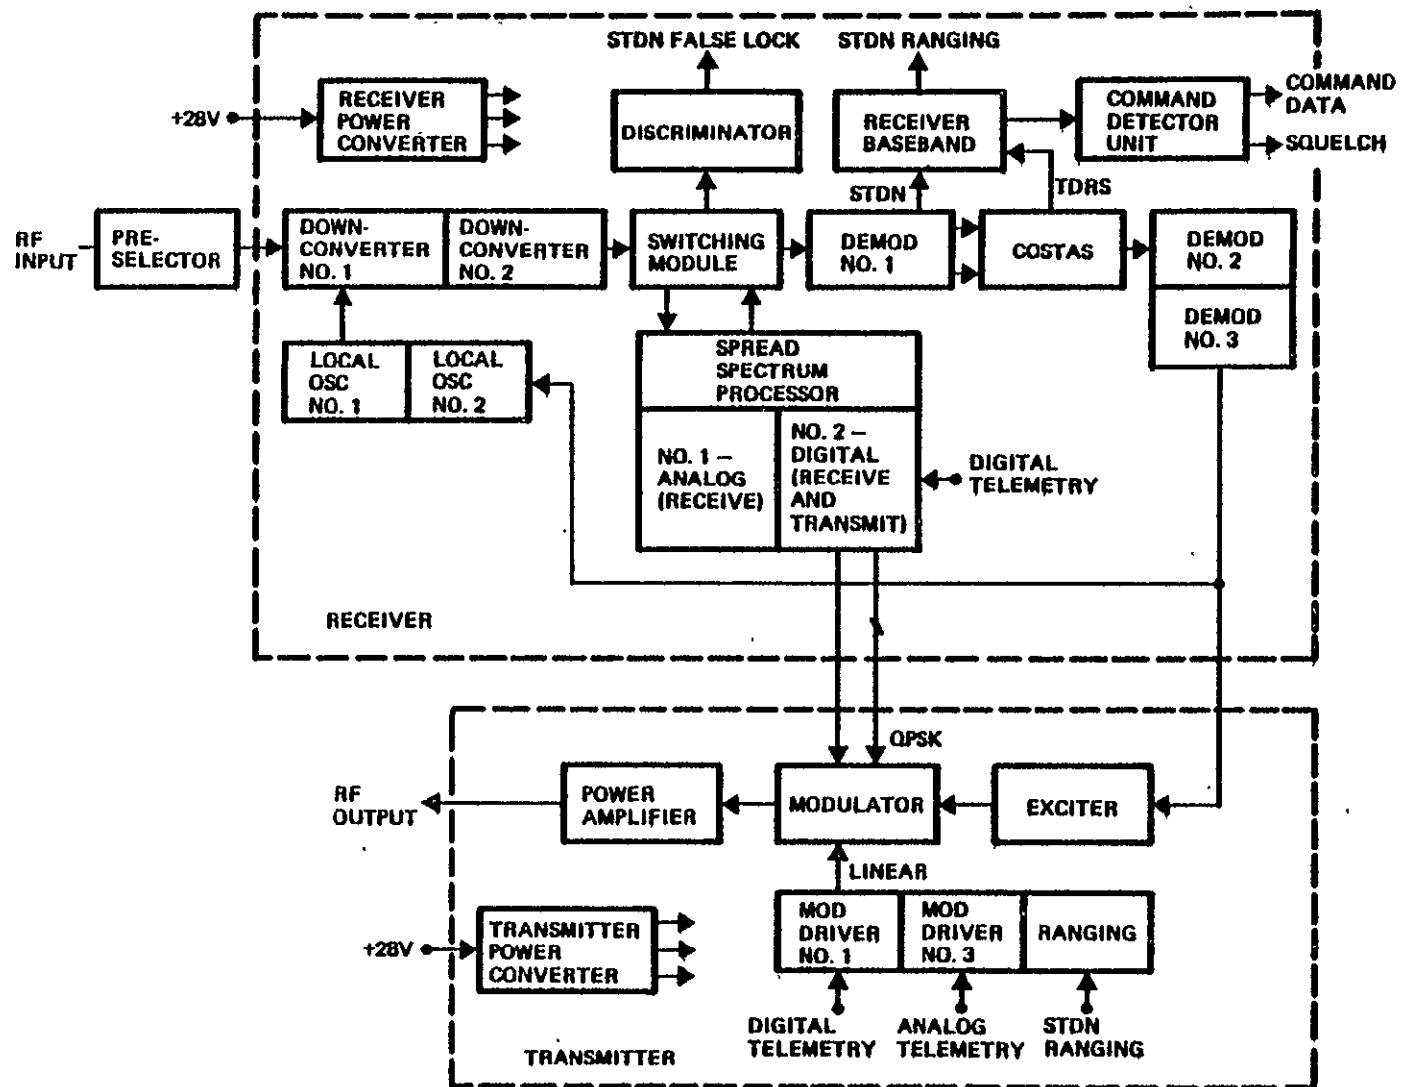 STDN FALSE LOCK
STDN RANGING
+28V
RECEIVER
POWER
CONVERTER
DISCRIMINATOR
RECEIVER
BASEBAND
COMMAND
DETECTOR
UNIT
COMMAND
DATA
SQUELCH
STDN
TDRS
RF
INPUT
PRE-
SELECTOR
DOWN-
CONVERTER
NO. 1
DOWN-
CONVERTER
NO. 2
SWITCHING
MODULE
DEMOD
NO. 1
COSTAS
DEMOD
NO. 2
DEMOD
NO. 3
LOCAL
OSC
NO. 1
LOCAL
OSC
NO. 2
SPREAD
SPECTRUM
PROCESSOR
NO. 1 –
ANALOG
(RECEIVE)
NO. 2 –
DIGITAL
(RECEIVE
AND
TRANSMIT)
DIGITAL
TELEMETRY
RECEIVER
QPSK
RF
OUTPUT
POWER
AMPLIFIER
MODULATOR
EXCITER
LINEAR
+28V
TRANSMITTER
POWER
CONVERTER
MOD
DRIVER
NO. 1
MOD
DRIVER
NO. 3
RANGING
DIGITAL
TELEMETRY
ANALOG
TELEMETRY
STDN
RANGING
TRANSMITTER